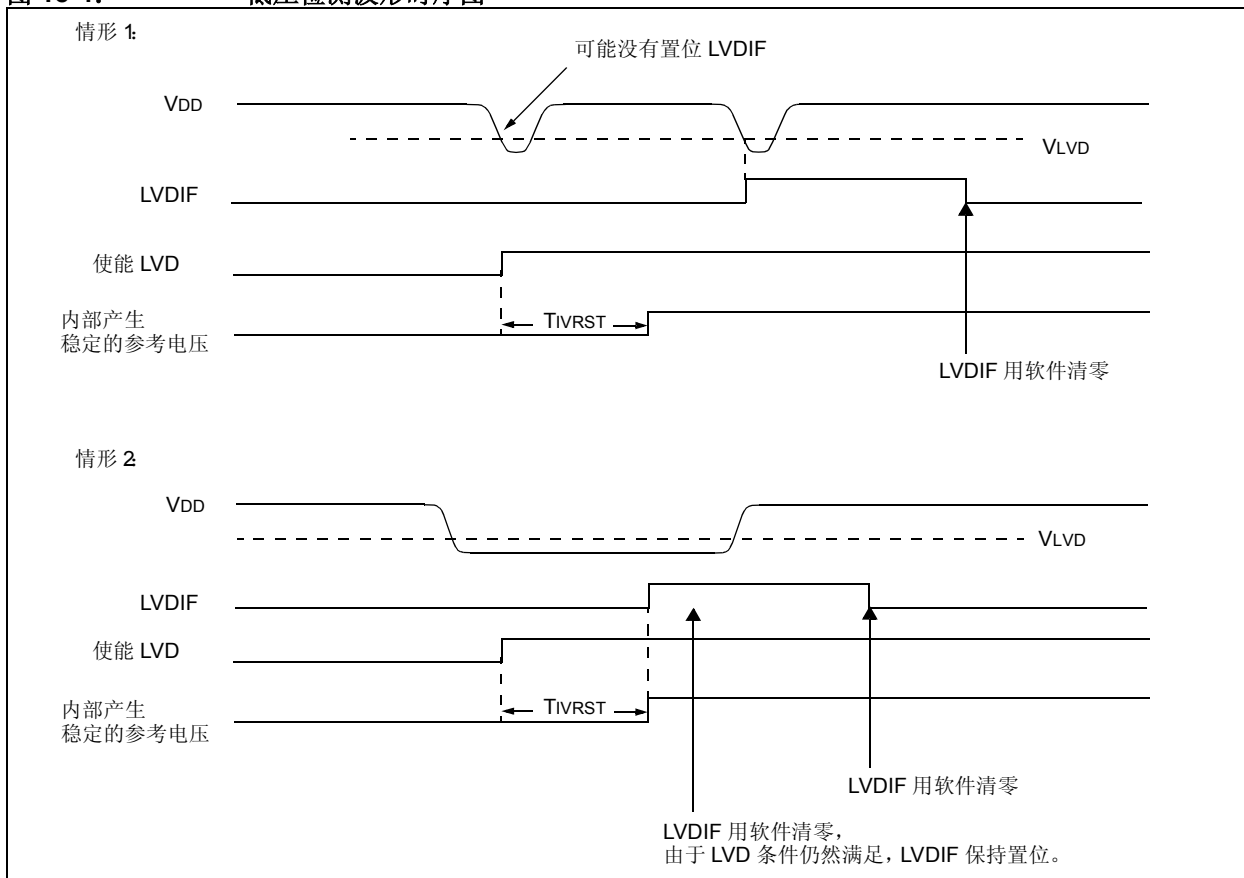 情形 1:
可能没有置位 LVDIF
VDD
VLVD
LVDIF
使能 LVD
内部产生
稳定的参考电压
TIVRST
LVDIF 用软件清零
情形 2:
VDD
VLVD
LVDIF
使能 LVD
内部产生
稳定的参考电压
TIVRST
LVDIF 用软件清零
LVDIF 用软件清零，
由于 LVD 条件仍然满足，LVDIF 保持置位。